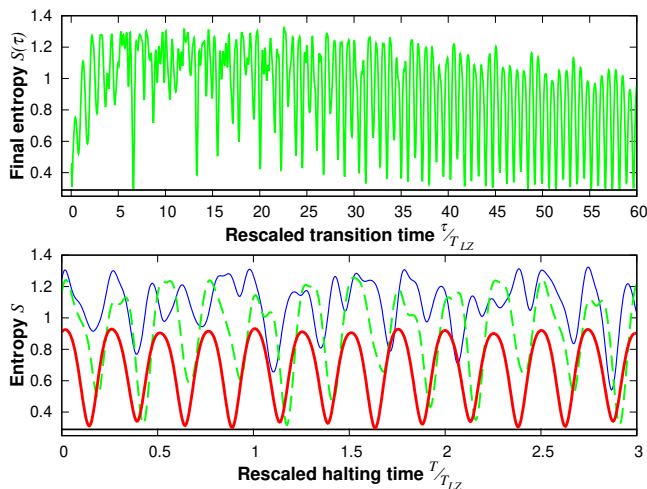 1.4
1.2
1
0.8
0.6
0.4
Final entropy S(τ)
0 5 10 15 20 25 30 35 40 45 50 55 60
Rescaled transition time τ/T_LZ
1.4
1.2
1
0.8
0.6
0.4
Entropy S
0 0.5 1 1.5 2 2.5 3
Rescaled halting time T/T_LZ